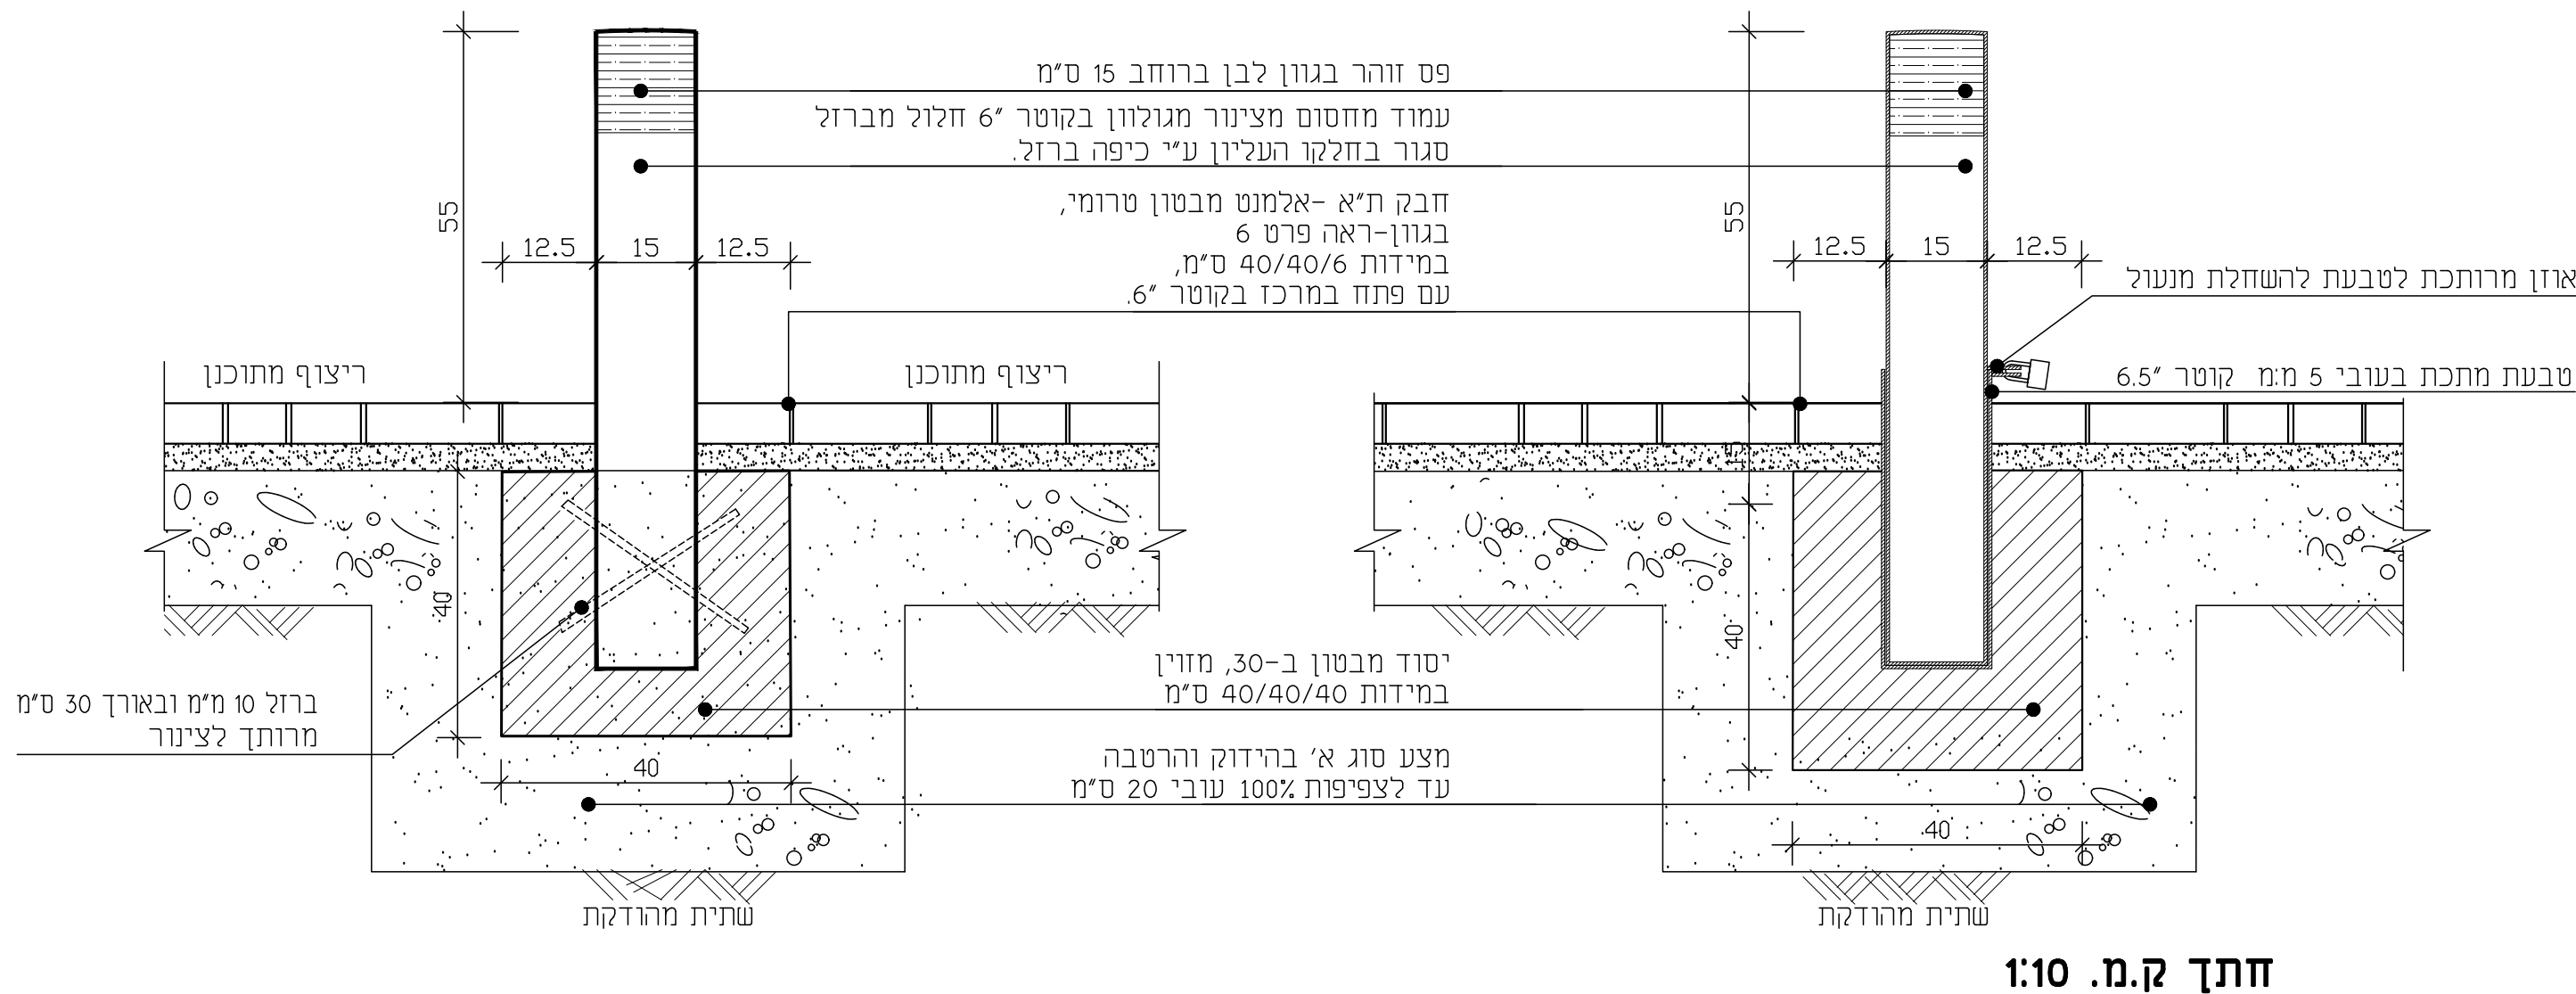 פס זוהר בגוון לבן ברוחב 15 ס"מ
עמוד מחסום מצינור מגולוון בקוטר "6 חלול מברזל
סגור בחלקו העליון ע"י כיפה ברזל.
חבק ת"א -אלמנט מבטון טרומי,
בגוון-ראה פרט 6
במידות 40/40/6 ס"מ,
עם פתח במרכז בקוטר "6.
55
12.5
15
12.5
55
12.5
15
12.5
אוזן מרותכת לטבעת להשחלת מנעול
טבעת מתכת בעובי 5 מ:מ קוטר "6.5
ריצוף מתוכנן
ריצוף מתוכנן
15
40
40
יסוד מבטון ב-30, מזוין
במידות 40/40/40 ס"מ
ברזל 10 מ"מ ובאורך 30 ס"מ
מרותך לצינור
מצע סוג א' בהידוק והרטבה
עד לצפיפות 100% עובי 20 ס"מ
40
40
שתית מהודקת
שתית מהודקת
חתך ק.מ. 1:10